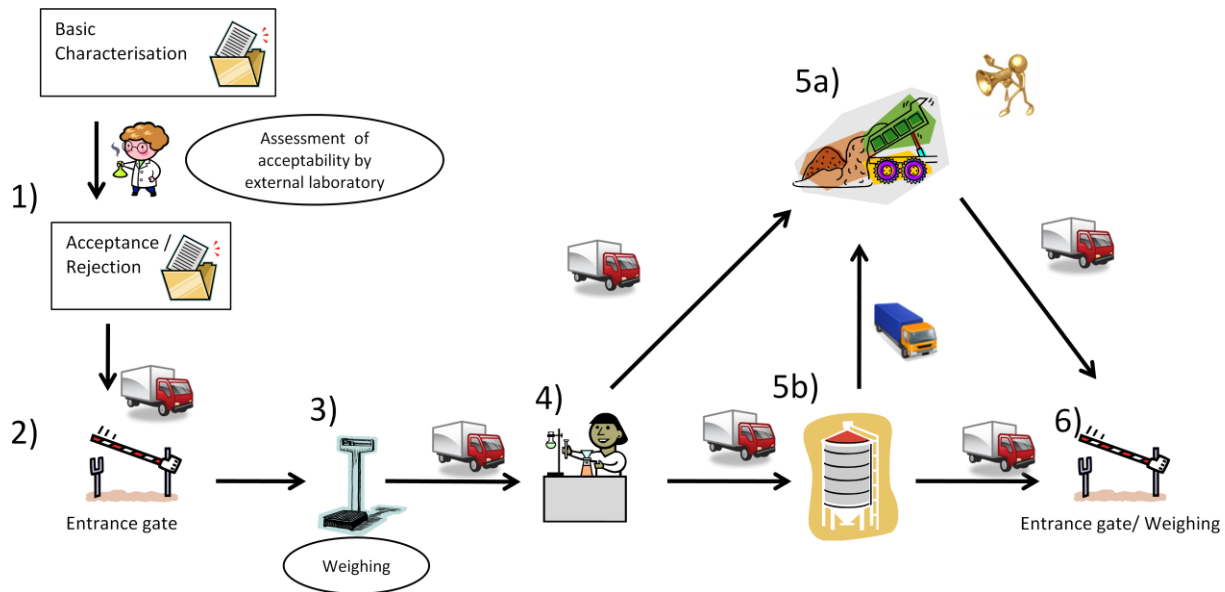 Basic
Characterisation
Assessment of
acceptability by
external laboratory
1)
Acceptance /
Rejection
2)
Entrance gate
3)
Weighing
4)
5a)
5b)
6)
Entrance gate/ Weighing